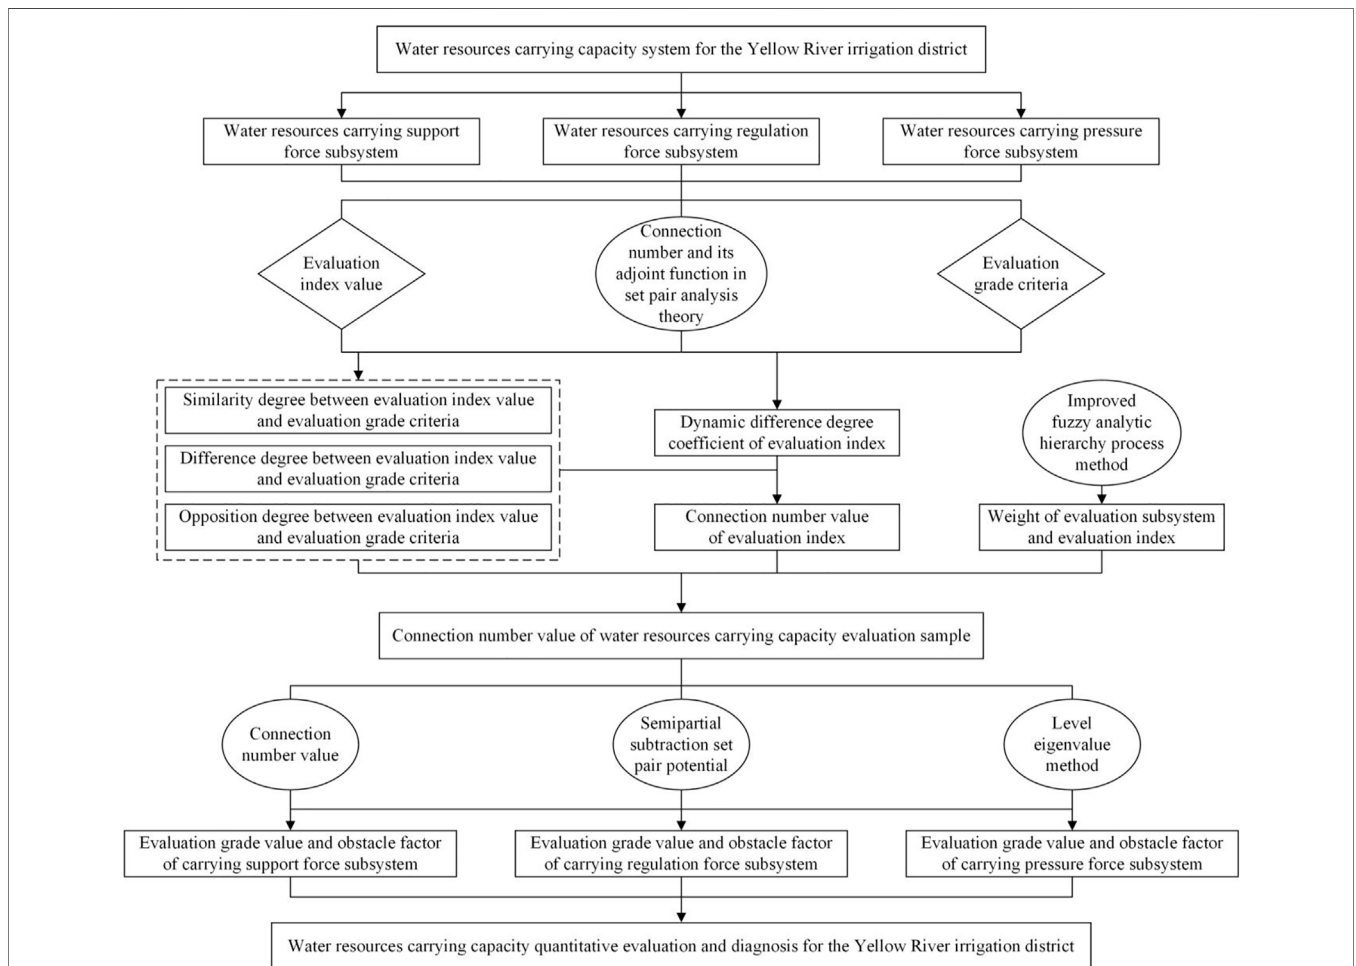 Water resources carrying capacity system for the Yellow River irrigation district
Water resources carrying support
force subsystem
Water resources carrying regulation
force subsystem
Water resources carrying pressure
force subsystem
Evaluation
index value
Connection
number and its
adjoint function in
set pair analysis
theory
Evaluation
grade criteria
Similarity degree between evaluation index value
and evaluation grade criteria
Difference degree between evaluation index value
and evaluation grade criteria
Opposition degree between evaluation index value
and evaluation grade criteria
Dynamic difference degree
coefficient of evaluation index
Connection number value
of evaluation index
Improved
fuzzy analytic
hierarchy process
method
Weight of evaluation subsystem
and evaluation index
Connection number value of water resources carrying capacity evaluation sample
Connection
number value
Semipartial
subtraction set
pair potential
Level
eigenvalue
method
Evaluation grade value and obstacle factor
of carrying support force subsystem
Evaluation grade value and obstacle factor
of carrying regulation force subsystem
Evaluation grade value and obstacle factor
of carrying pressure force subsystem
Water resources carrying capacity quantitative evaluation and diagnosis for the Yellow River irrigation district